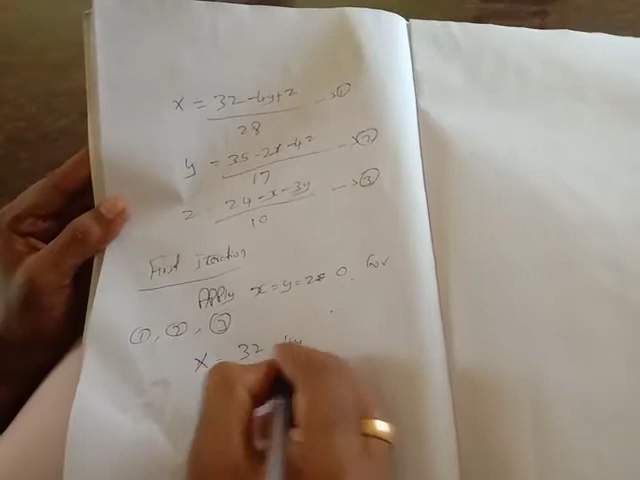 x = 32 - 4y + z / 28 → ①
y = 35 - 2x - 4z / 17 → ②
z = 24 - x - 3y / 10 → ③
First iteration
Apply x = y = z = 0 for
①, ②, ③
x = 32